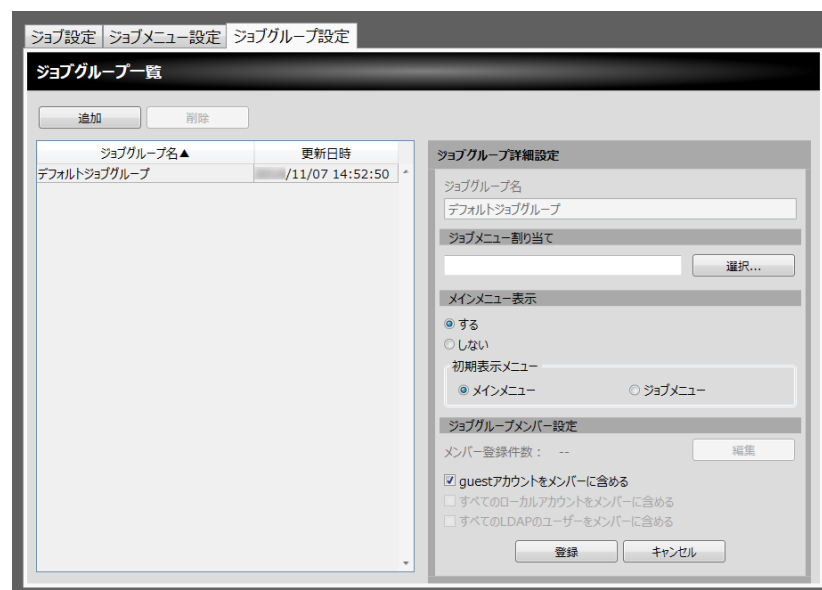 ジョブ設定 ジョブメニュー設定 ジョブグループ設定
ジョブグループ一覧
追加 削除
ジョブグループ名▲ 更新日時
デフォルトジョブグループ /11/07 14:52:50
ジョブグループ詳細設定
ジョブグループ名
デフォルトジョブグループ
ジョブメニュー割り当て
選択...
メインメニュー表示
する
しない
初期表示メニュー
メインメニュー ジョブメニュー
ジョブグループメンバー設定
メンバー登録件数： -- 編集
guestアカウントをメンバーに含める
すべてのローカルアカウントをメンバーに含める
すべてのLDAPのユーザーをメンバーに含める
登録 キャンセル